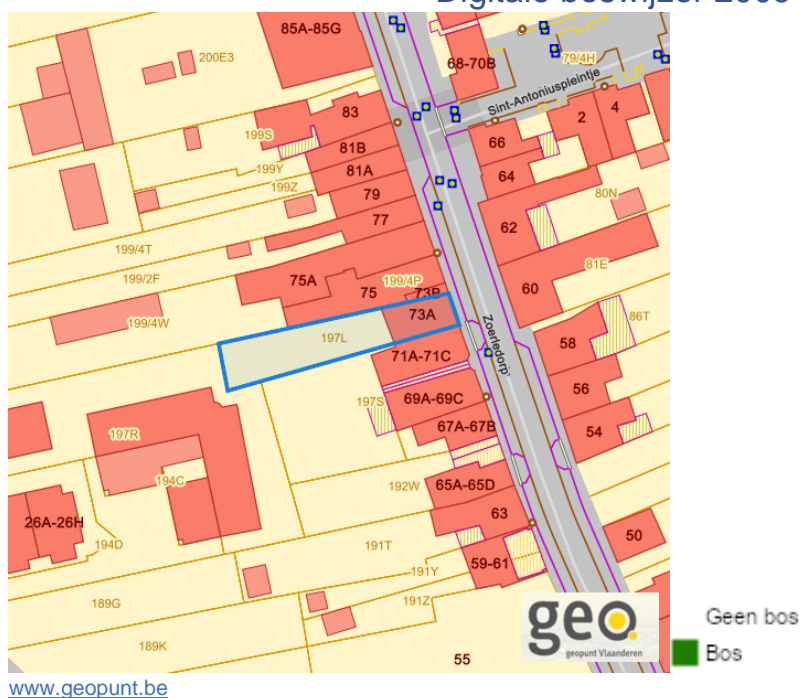 85A-85G
68-70B
79/4H
200E3
Sint-Antoniuspleintje
83
2
4
199S
81B
66
199Y
81A
64
199Z
79
80N
77
62
199/4T
81E
199/2F
75A
199/4P
75
73B
60
86T
199/4W
73A
Zoerledorp
197L
58
71A-71C
56
197S
69A-69C
67A-67B
54
197R
194C
192W
65A-65D
26A-26H
63
50
194D
191T
59-61
191Y
189G
191Z
geo
geopunt Vlaanderen
189K
55
Geen bos
Bos
www.geopunt.be